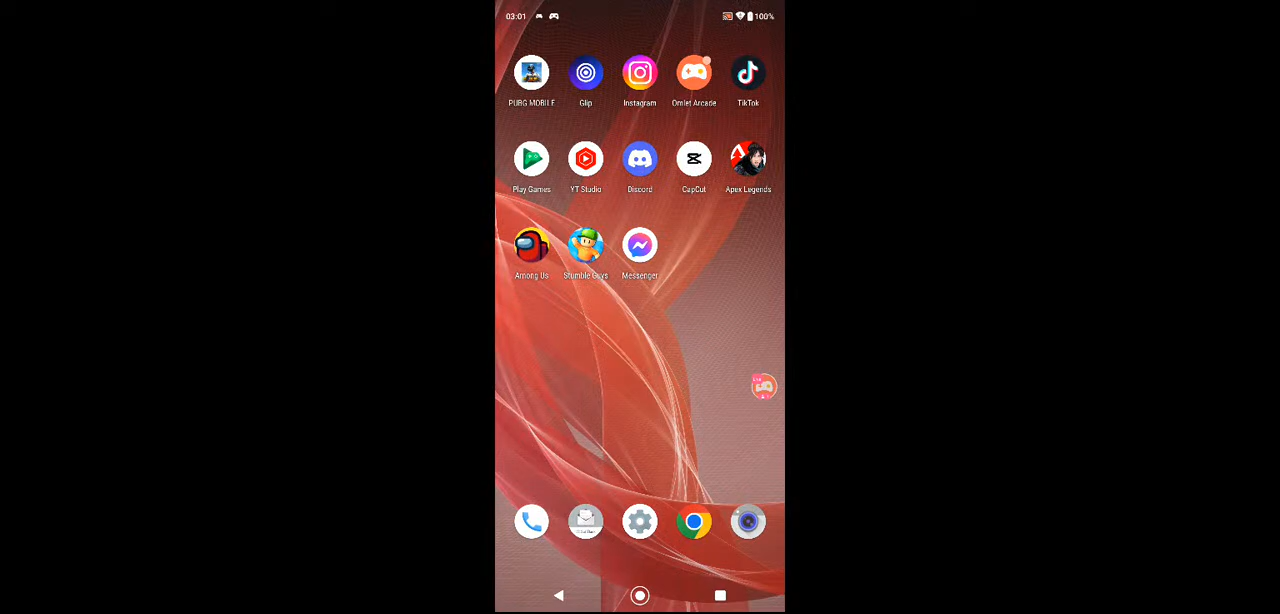 03:01 100%
PUBG MOBILE Glip Instagram Omlet Arcade TikTok
Play Games YT Studio Discord CapCut Apex Legends
Among Us Stumble Guys Messenger